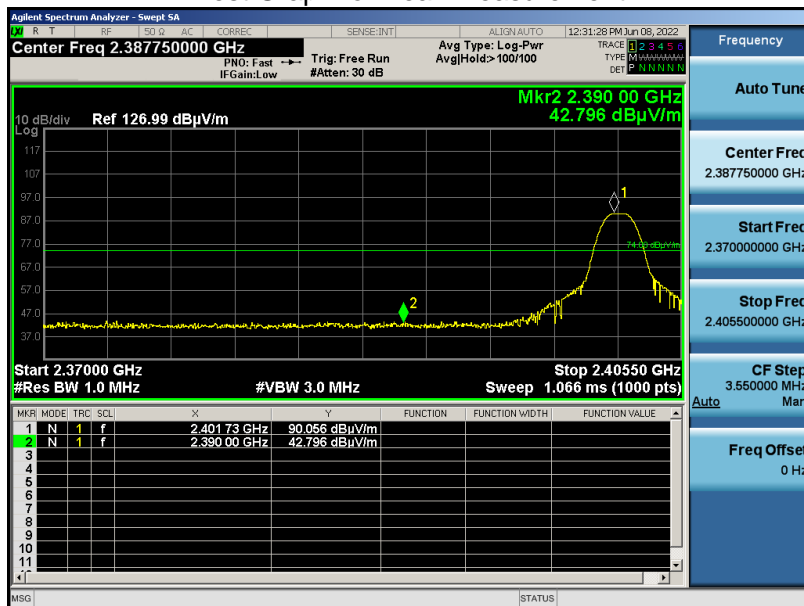 Agilent Spectrum Analyzer - Swept SA
LXI R T RF 50 Ω AC CORREC SENSE:INT ALIGN AUTO 12:31:28 PM Jun 08, 2022
Center Freq 2.387750000 GHz
PNO: Fast
IFGain:Low
Trig: Free Run
#Atten: 30 dB
Avg Type: Log-Pwr
Avg|Hold:>100/100
TRACE 1 2 3 4 5 6
TYPE M
DET P N N N N N
Mkr2 2.390 00 GHz
42.796 dBµV/m
10 dB/div Ref 126.99 dBµV/m
Log
117
107
97.0
87.0
77.0
67.0
57.0
47.0
37.0
1
74.00 dBµV/m
2
Start 2.37000 GHz Stop 2.40550 GHz
#Res BW 1.0 MHz #VBW 3.0 MHz Sweep 1.066 ms (1000 pts)
MKR MODE TRC SCL X Y FUNCTION FUNCTION WIDTH FUNCTION VALUE
1 N 1 f 2.401 73 GHz 90.056 dBµV/m
2 N 1 f 2.390 00 GHz 42.796 dBµV/m
3
4
5
6
7
8
9
10
11
MSG STATUS
Frequency
Auto Tune
Center Freq
2.387750000 GHz
Start Freq
2.370000000 GHz
Stop Freq
2.405500000 GHz
CF Step
3.550000 MHz
Auto Man
Freq Offset
0 Hz